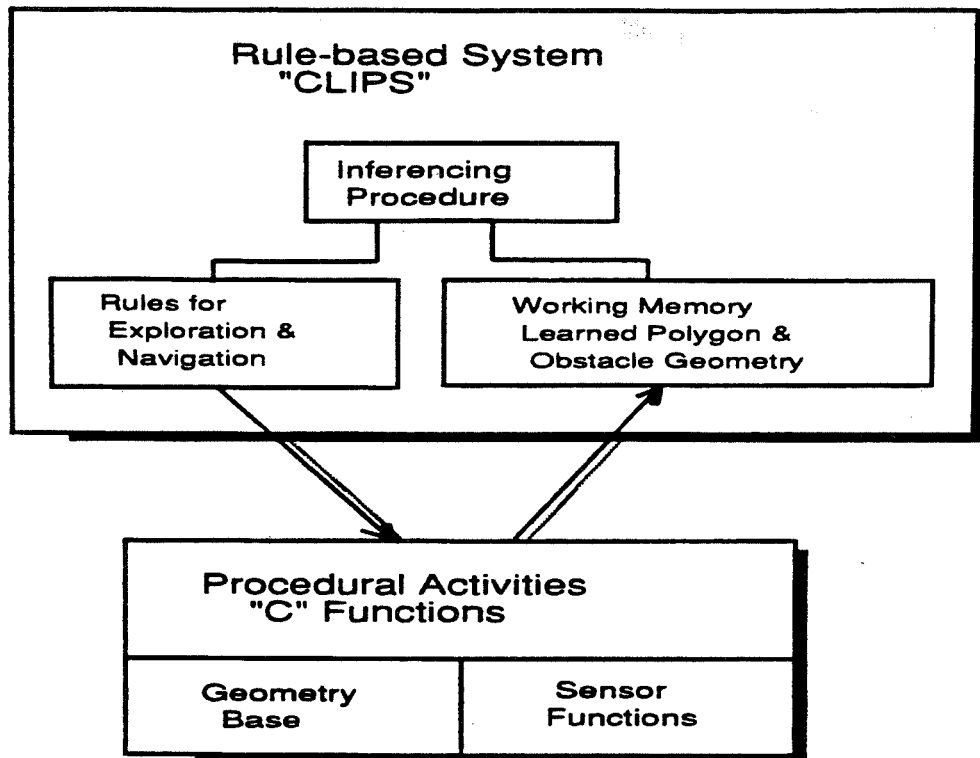 Rule-based System
"CLIPS"
Inferencing
Procedure
Rules for
Exploration &
Navigation
Working Memory
Learned Polygon &
Obstacle Geometry
Procedural Activities
"C" Functions
Geometry
Base
Sensor
Functions